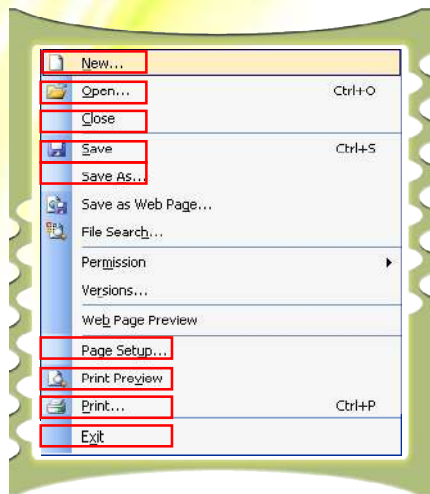 New...
Open... Ctrl+O
Close
Save Ctrl+S
Save As...
Save as Web Page...
File Search...
Permission
Versions...
Web Page Preview
Page Setup...
Print Preview
Print... Ctrl+P
Exit